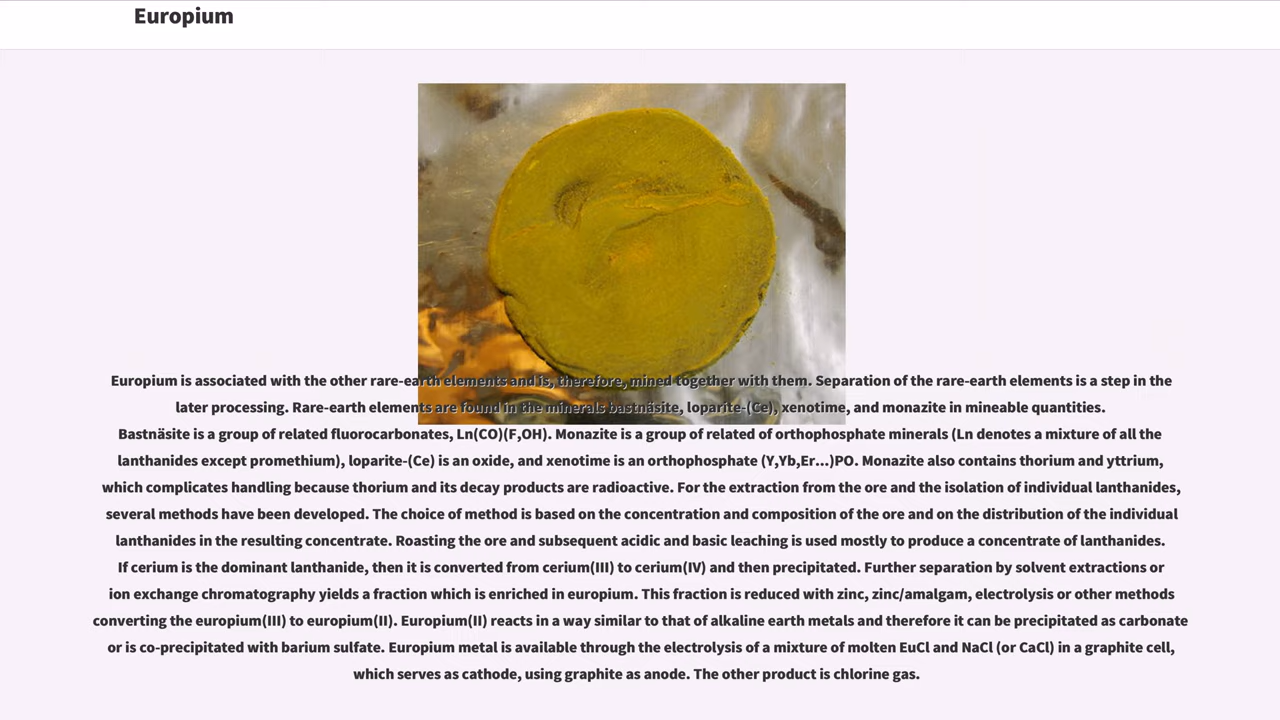 Europium
Europium is associated with the other rare-earth elements and is, therefore, mined together with them. Separation of the rare-earth elements is a step in the
later processing. Rare-earth elements are found in the minerals bastnäsite, loparite-(Ce), xenotime, and monazite in mineable quantities.
Bastnäsite is a group of related fluorocarbonates, Ln(CO)(F,OH). Monazite is a group of related of orthophosphate minerals (Ln denotes a mixture of all the
lanthanides except promethium), loparite-(Ce) is an oxide, and xenotime is an orthophosphate (Y,Yb,Er...)PO. Monazite also contains thorium and yttrium,
which complicates handling because thorium and its decay products are radioactive. For the extraction from the ore and the isolation of individual lanthanides,
several methods have been developed. The choice of method is based on the concentration and composition of the ore and on the distribution of the individual
lanthanides in the resulting concentrate. Roasting the ore and subsequent acidic and basic leaching is used mostly to produce a concentrate of lanthanides.
If cerium is the dominant lanthanide, then it is converted from cerium(III) to cerium(IV) and then precipitated. Further separation by solvent extractions or
ion exchange chromatography yields a fraction which is enriched in europium. This fraction is reduced with zinc, zinc/amalgam, electrolysis or other methods
converting the europium(III) to europium(II). Europium(II) reacts in a way similar to that of alkaline earth metals and therefore it can be precipitated as carbonate
or is co-precipitated with barium sulfate. Europium metal is available through the electrolysis of a mixture of molten EuCl and NaCl (or CaCl) in a graphite cell,
which serves as cathode, using graphite as anode. The other product is chlorine gas.